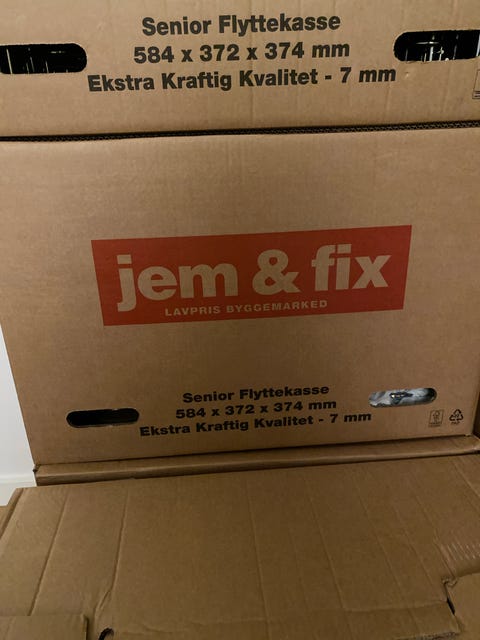 Senior Flyttekasse
584 x 372 x 374 mm
Ekstra Kraftig Kvalitet - 7 mm
jem & fix
LAVPRIS BYGGEMARKED
Senior Flyttekasse
584 x 372 x 374 mm
Ekstra Kraftig Kvalitet - 7 mm